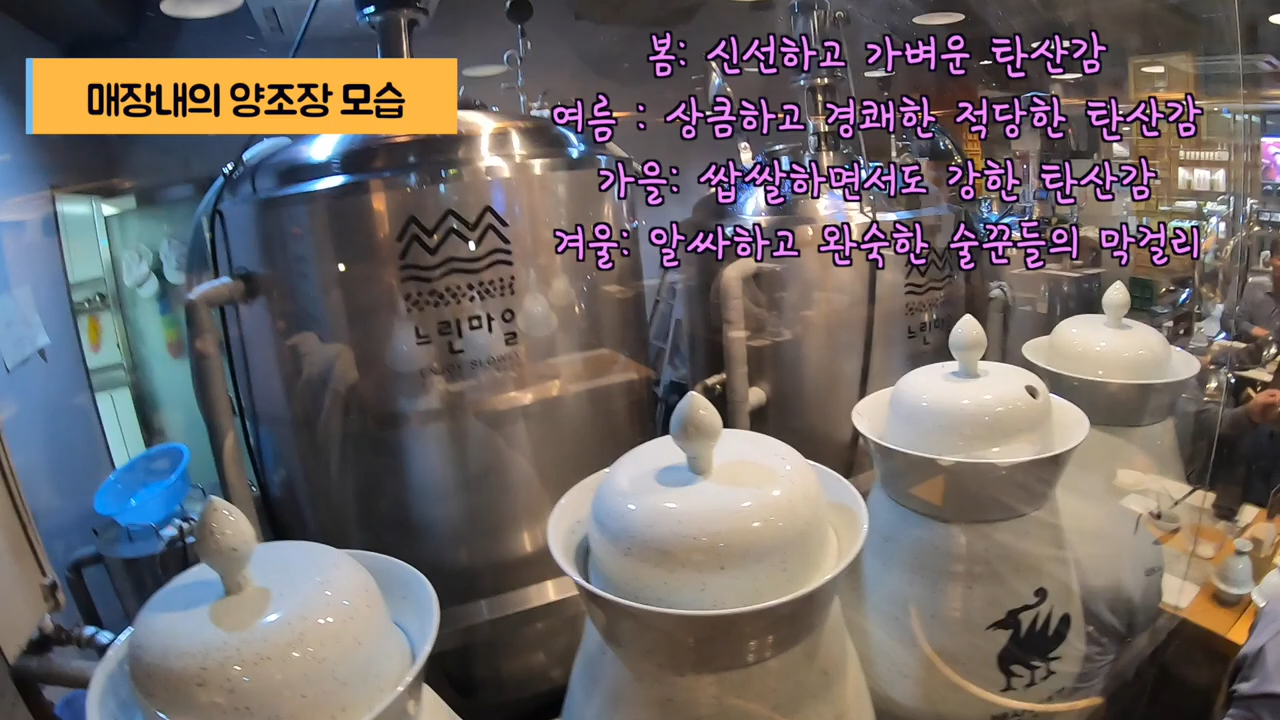 매장내의 양조장 모습
봄: 신선하고 가벼운 탄산감
여름 : 상큼하고 경쾌한 적당한 탄산감
가을: 쌉쌀하면서도 강한 탄산감
겨울: 알싸하고 완숙한 술꾼들의 막걸리
느린마을
ENJOY SLOWLY
느린마을